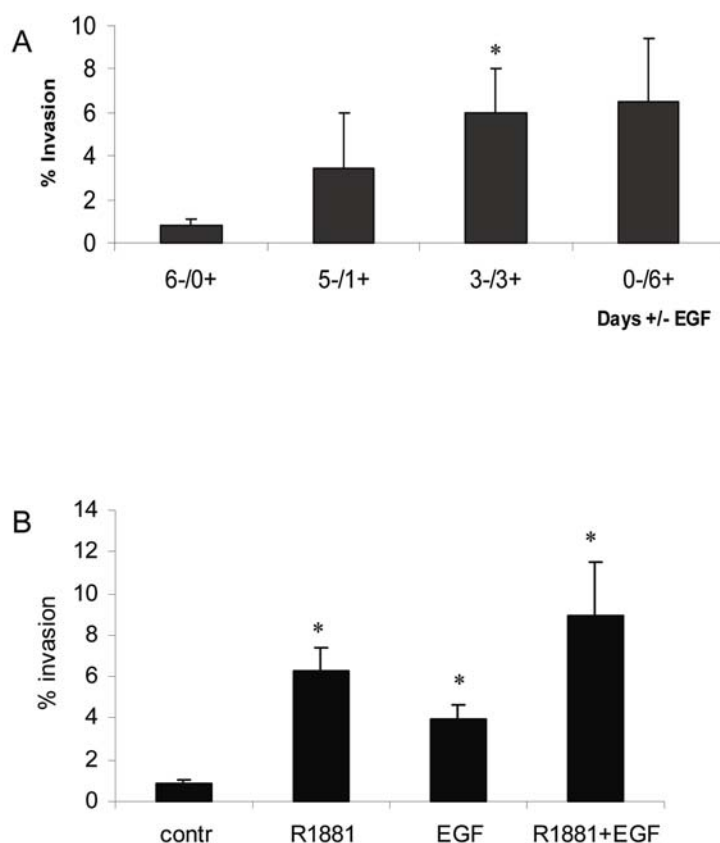 A
10
8
6
4
2
0
% Invasion
*
6-/0+ 5-/1+ 3-/3+ 0-/6+
Days +/- EGF
B
14
12
10
8
6
4
2
0
% invasion
* * *
contr R1881 EGF R1881+EGF